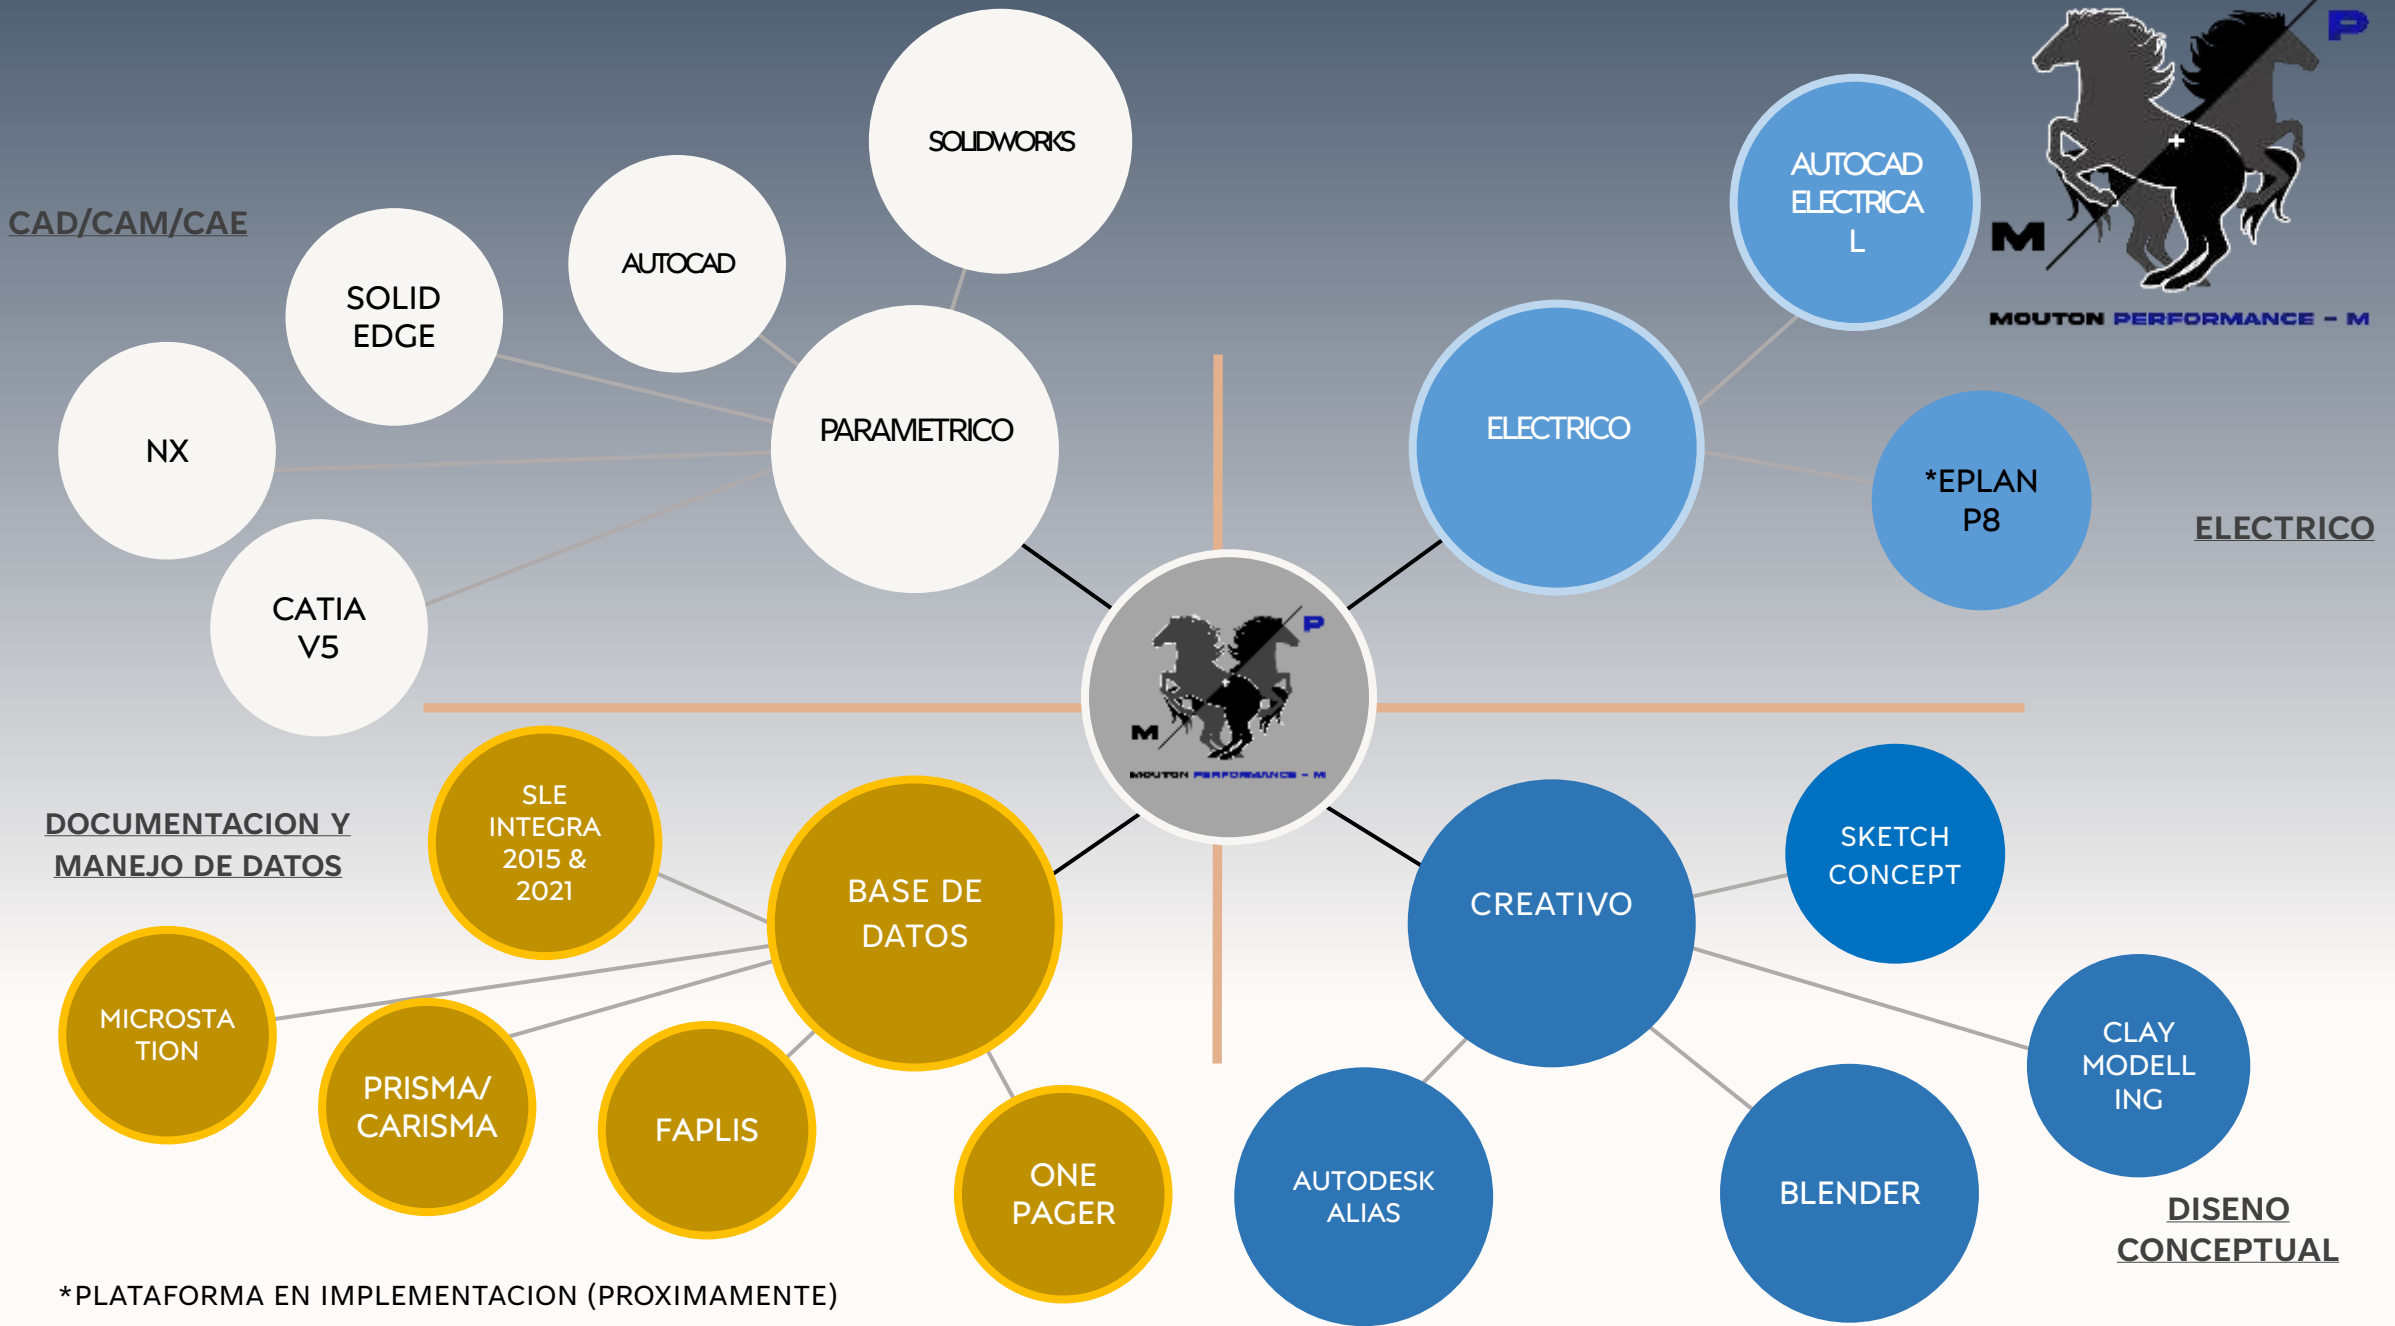 P
M
MOUTON PERFORMANCE - M
CAD/CAM/CAE
SOLIDWORKS
AUTOCAD
SOLID
EDGE
NX
CATIA
V5
PARAMETRICO
AUTOCAD
ELECTRICA
L
ELECTRICO
*EPLAN
P8
ELECTRICO
P
M
MOUTON PERFORMANCE - M
DOCUMENTACION Y
MANEJO DE DATOS
SLE
INTEGRA
2015 &
2021
BASE DE
DATOS
MICROSTA
TION
PRISMA/
CARISMA
FAPLIS
ONE
PAGER
CREATIVO
SKETCH
CONCEPT
CLAY
MODELL
ING
AUTODESK
ALIAS
BLENDER
DISENO
CONCEPTUAL
*PLATAFORMA EN IMPLEMENTACION (PROXIMAMENTE)